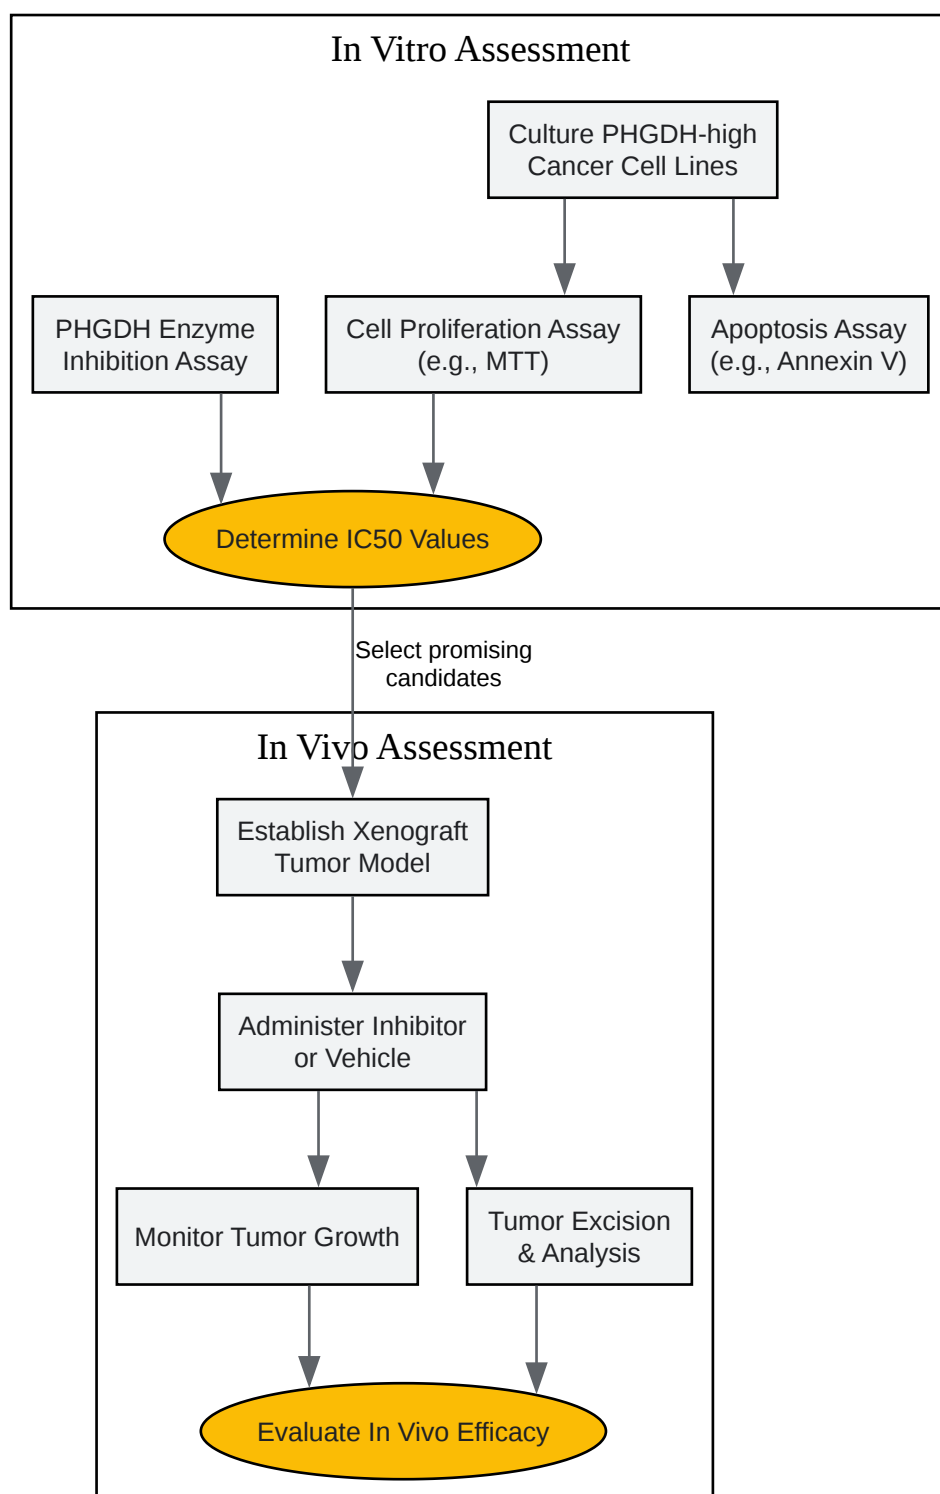 In Vitro Assessment
Culture PHGDH-high
Cancer Cell Lines
PHGDH Enzyme
Inhibition Assay
Cell Proliferation Assay
(e.g., MTT)
Apoptosis Assay
(e.g., Annexin V)
Determine IC50 Values
Select promising
candidates
In Vivo Assessment
Establish Xenograft
Tumor Model
Administer Inhibitor
or Vehicle
Monitor Tumor Growth
Tumor Excision
& Analysis
Evaluate In Vivo Efficacy